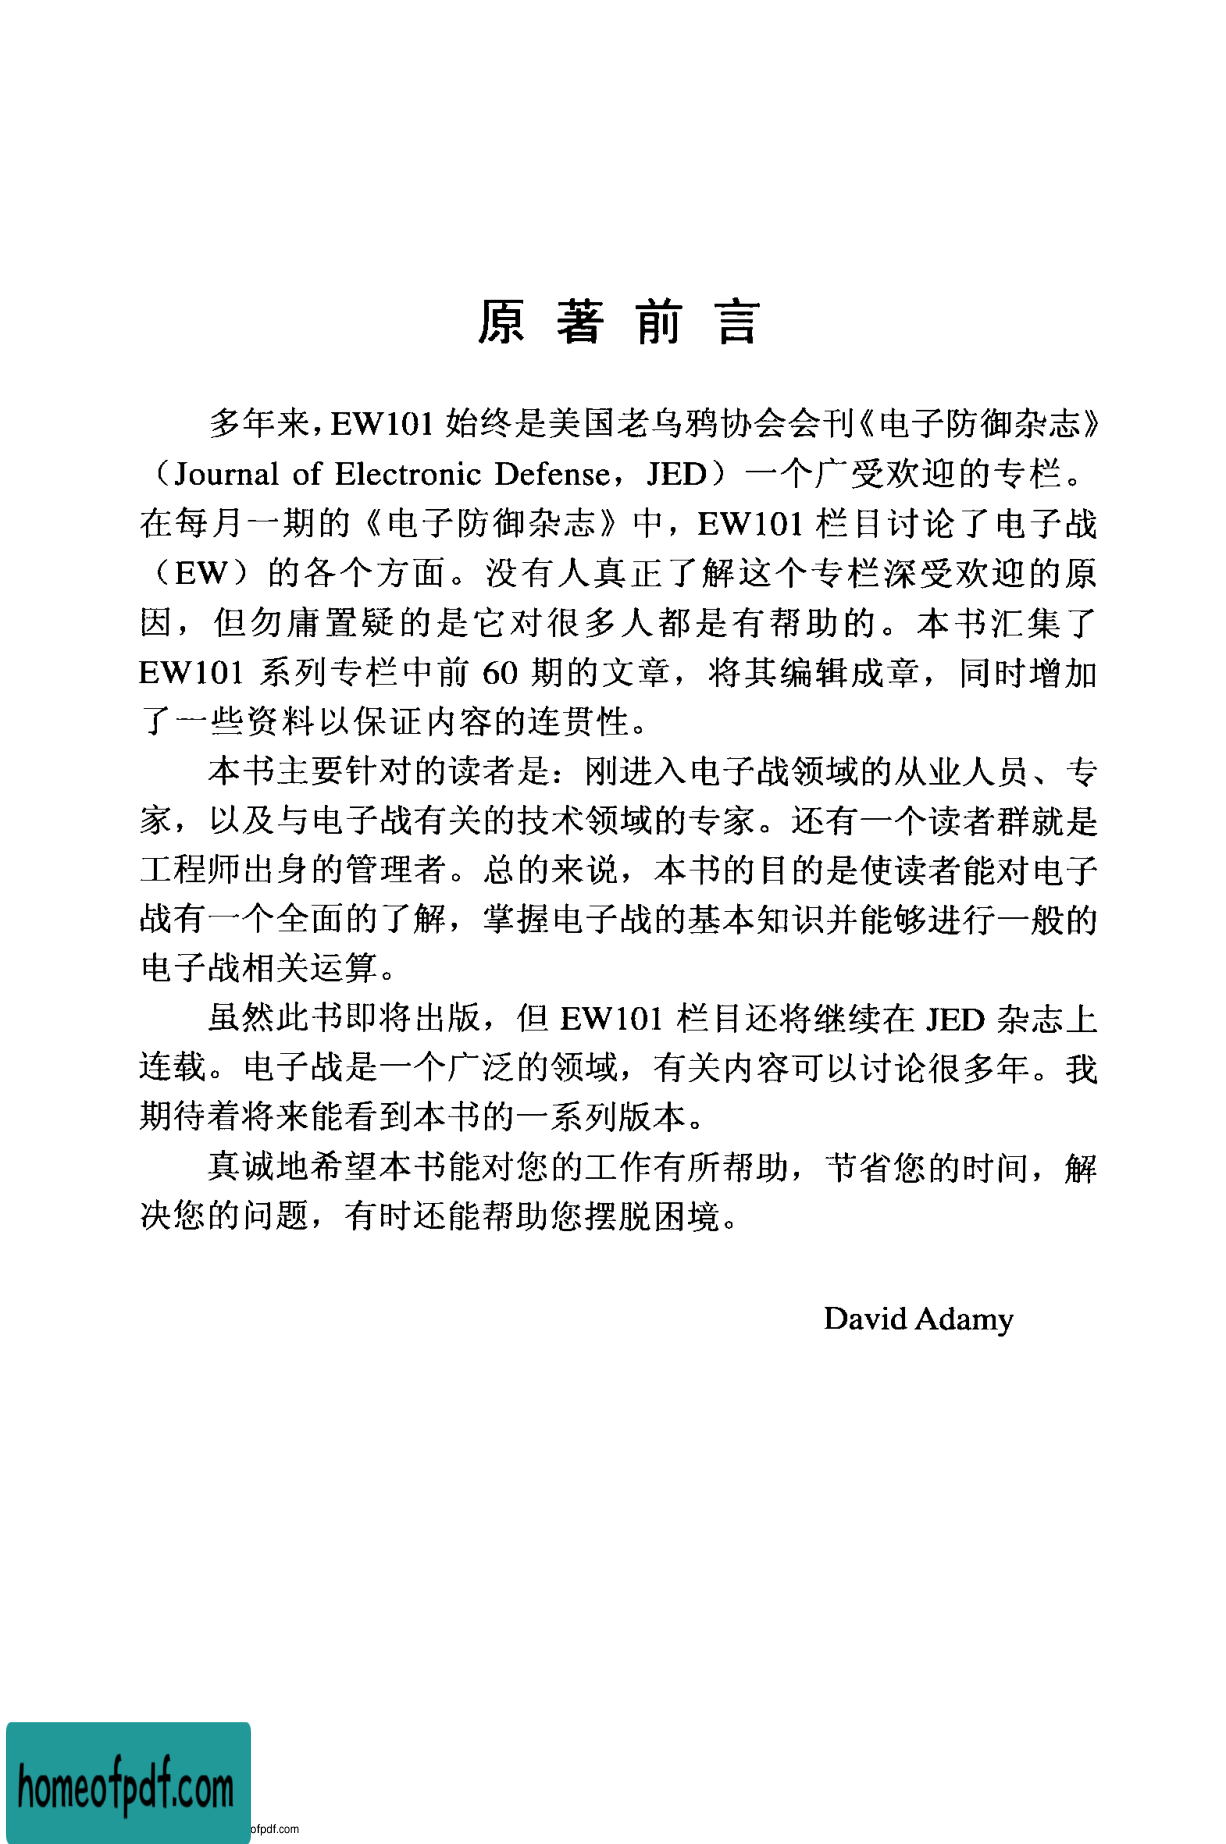 原著前言
多年来，EW101 始终是美国老乌鸦协会会刊《电子防御杂志》
（Journal of Electronic Defense，JED）一个广受欢迎的专栏。
在每月一期的《电子防御杂志》中，EW101 栏目讨论了电子战
（EW）的各个方面。没有人真正了解这个专栏深受欢迎的原
因，但勿庸置疑的是它对很多人都是有帮助的。本书汇集了
EW101 系列专栏中前 60 期的文章，将其编辑成章，同时增加
了一些资料以保证内容的连贯性。
本书主要针对的读者是：刚进入电子战领域的从业人员、专
家，以及与电子战有关的技术领域的专家。还有一个读者群就是
工程师出身的管理者。总的来说，本书的目的是使读者能对电子
战有一个全面的了解，掌握电子战的基本知识并能够进行一般的
电子战相关运算。
虽然此书即将出版，但 EW101 栏目还将继续在 JED 杂志上
连载。电子战是一个广泛的领域，有关内容可以讨论很多年。我
期待着将来能看到本书的一系列版本。
真诚地希望本书能对您的工作有所帮助，节省您的时间，解
决您的问题，有时还能帮助您摆脱困境。
David Adamy
homeofpdf.com
ofpdf.com